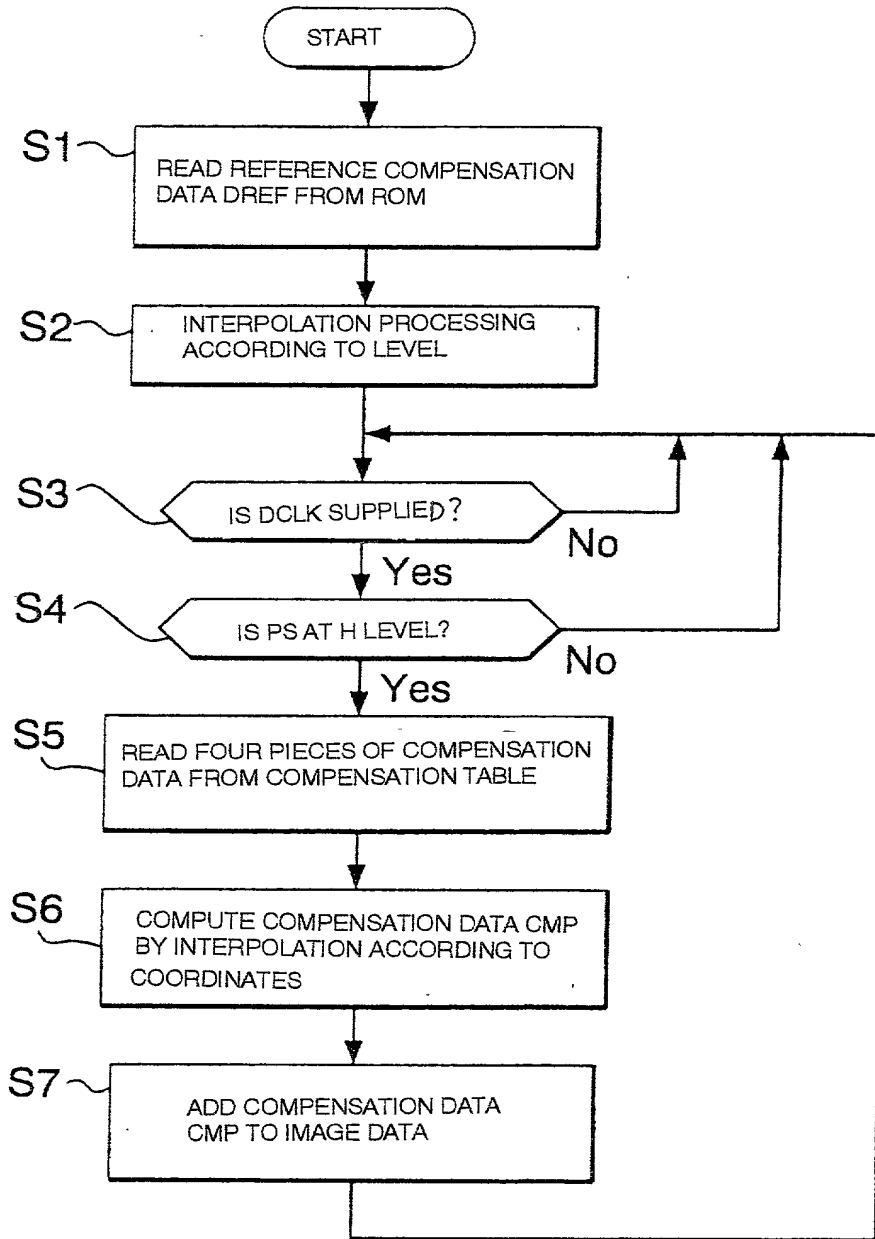 START
S1
READ REFERENCE COMPENSATION
DATA DREF FROM ROM
S2
INTERPOLATION PROCESSING
ACCORDING TO LEVEL
S3
IS DCLK SUPPLIED?
No
Yes
S4
IS PS AT H LEVEL?
No
Yes
S5
READ FOUR PIECES OF COMPENSATION
DATA FROM COMPENSATION TABLE
S6
COMPUTE COMPENSATION DATA CMP
BY INTERPOLATION ACCORDING TO
COORDINATES
S7
ADD COMPENSATION DATA
CMP TO IMAGE DATA